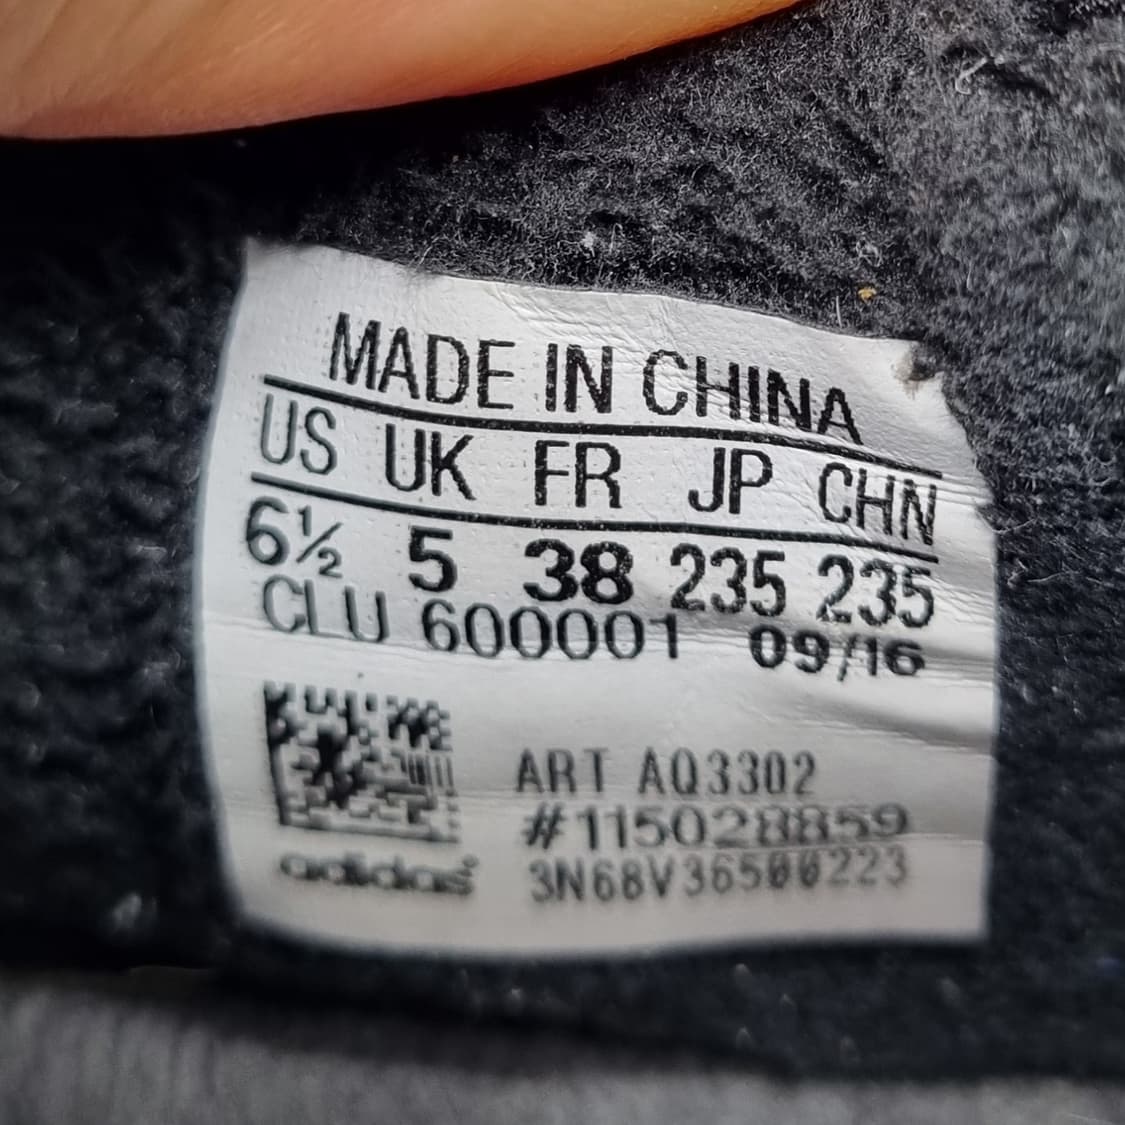 MADE IN CHINA
US UK FR JP CHN
6½ 5 38 235 235
CLU 600001 09/16
ART AQ3302
#115028859
adidas
3N68V36500223